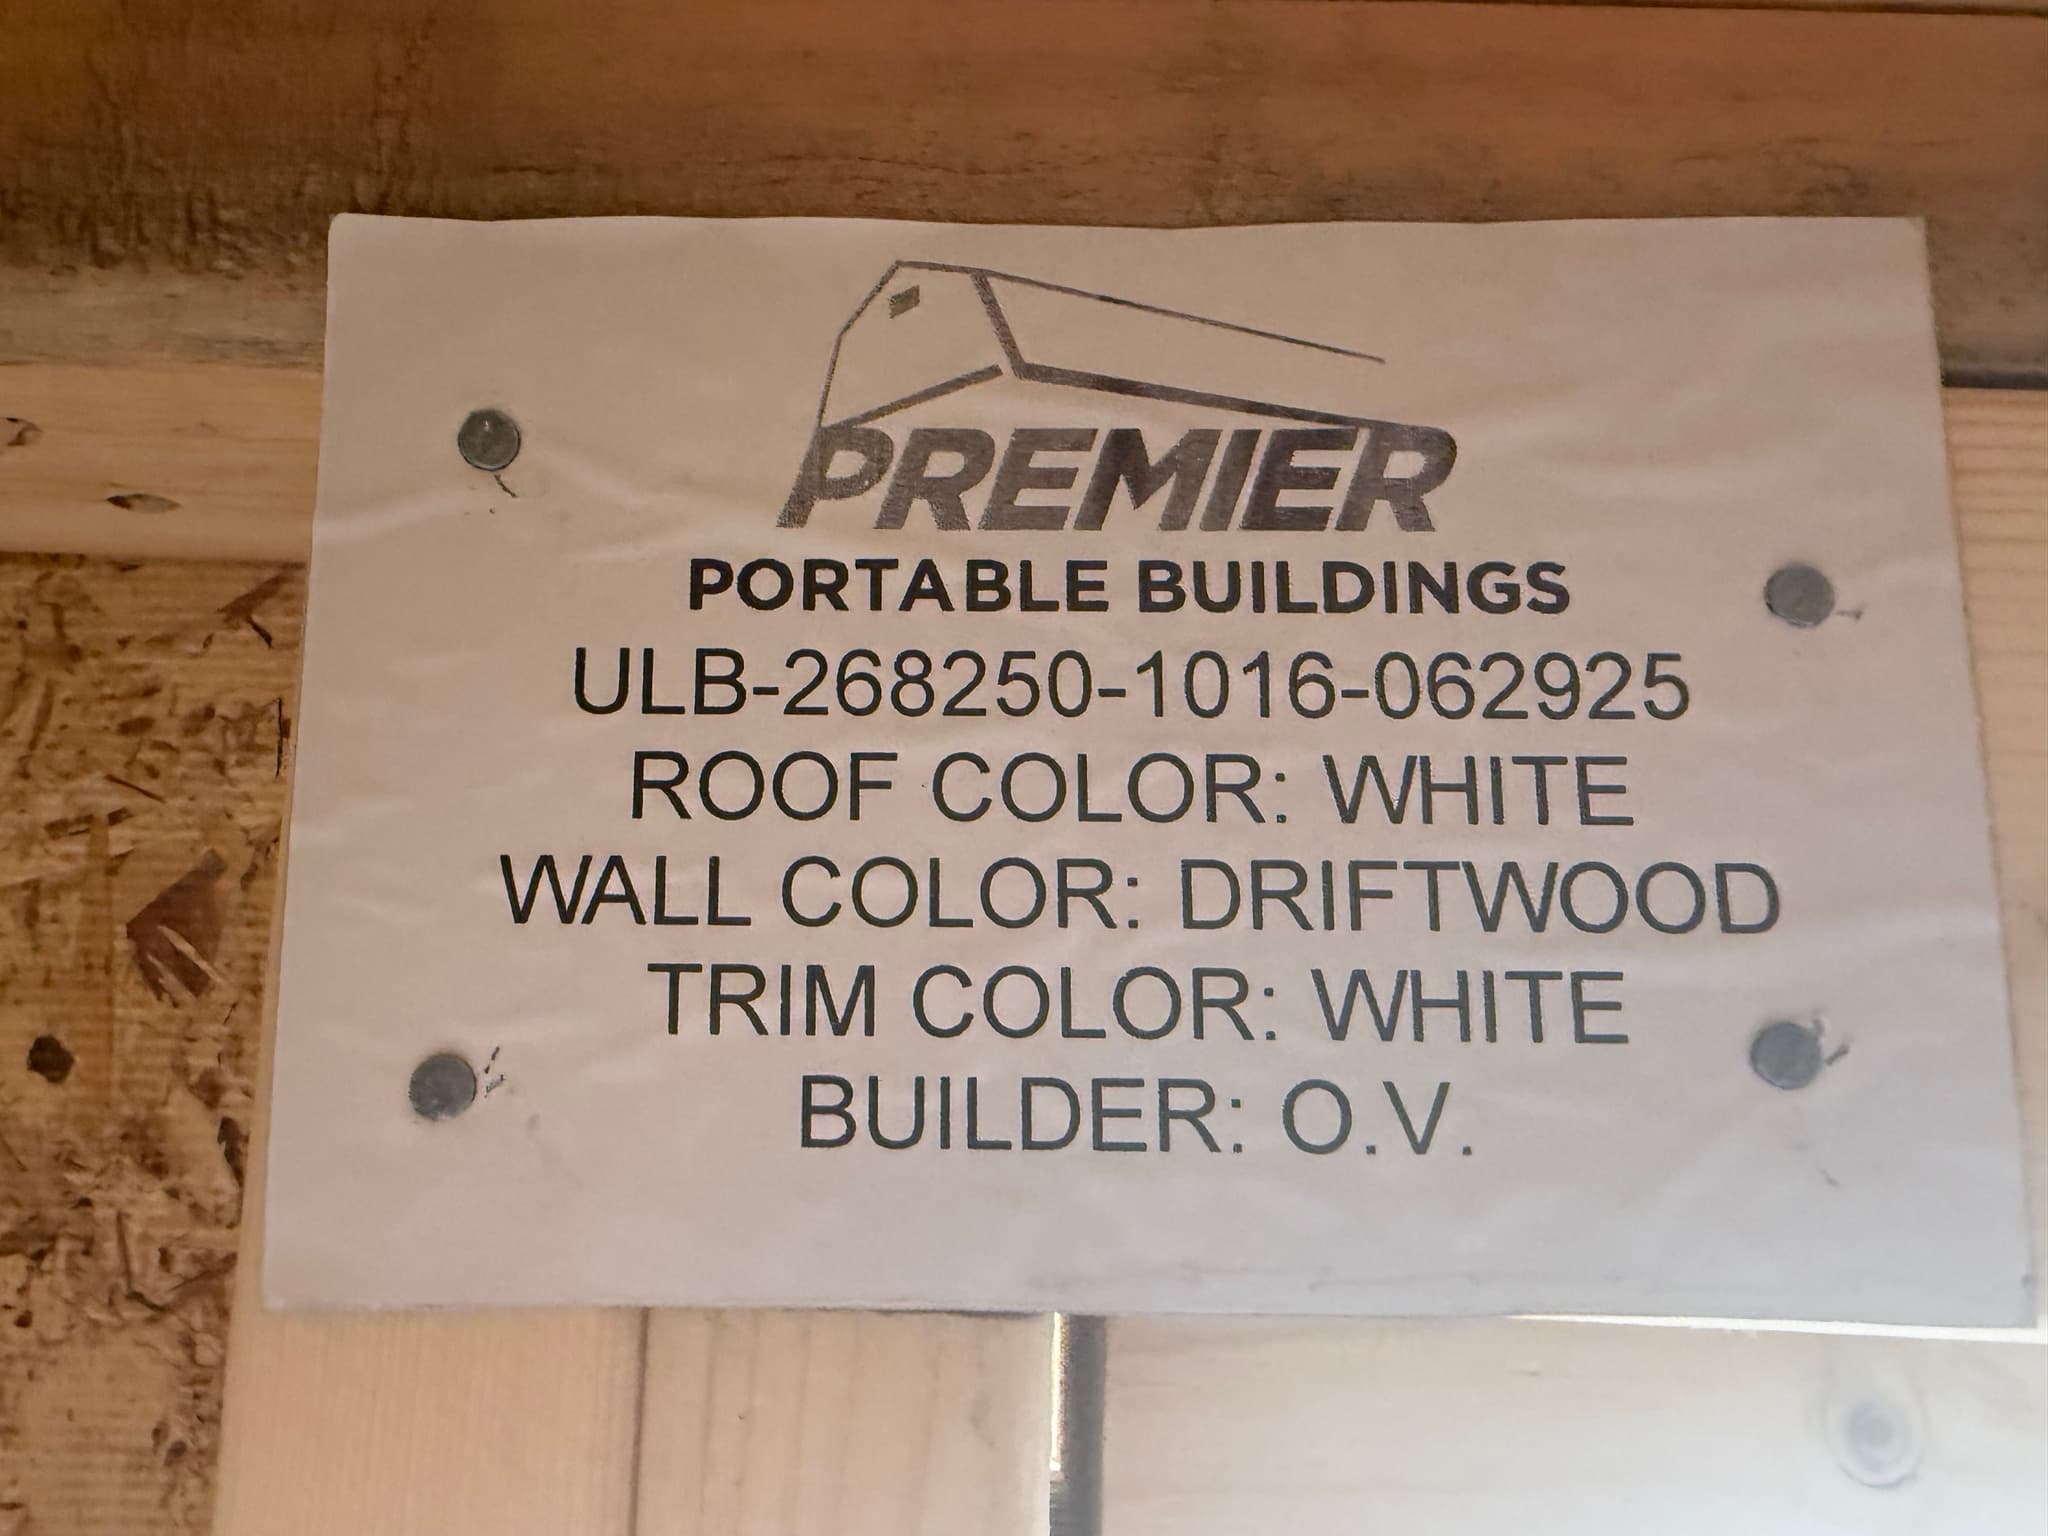 PREMIER
PORTABLE BUILDINGS
ULB-268250-1016-062925
ROOF COLOR: WHITE
WALL COLOR: DRIFTWOOD
TRIM COLOR: WHITE
BUILDER: O.V.